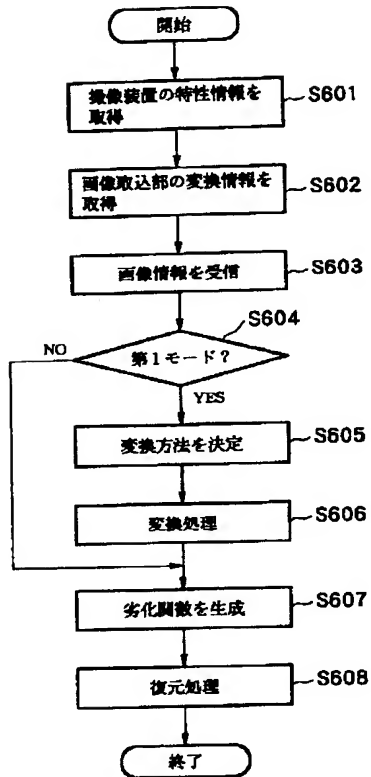 開始
撮像装置の特性情報を
取得
S601
画像取込部の変換情報を
取得
S602
画像情報を受信
S603
S604
NO
第1モード?
YES
変換方法を決定
S605
変換処理
S606
劣化関数を生成
S607
復元処理
S608
終了